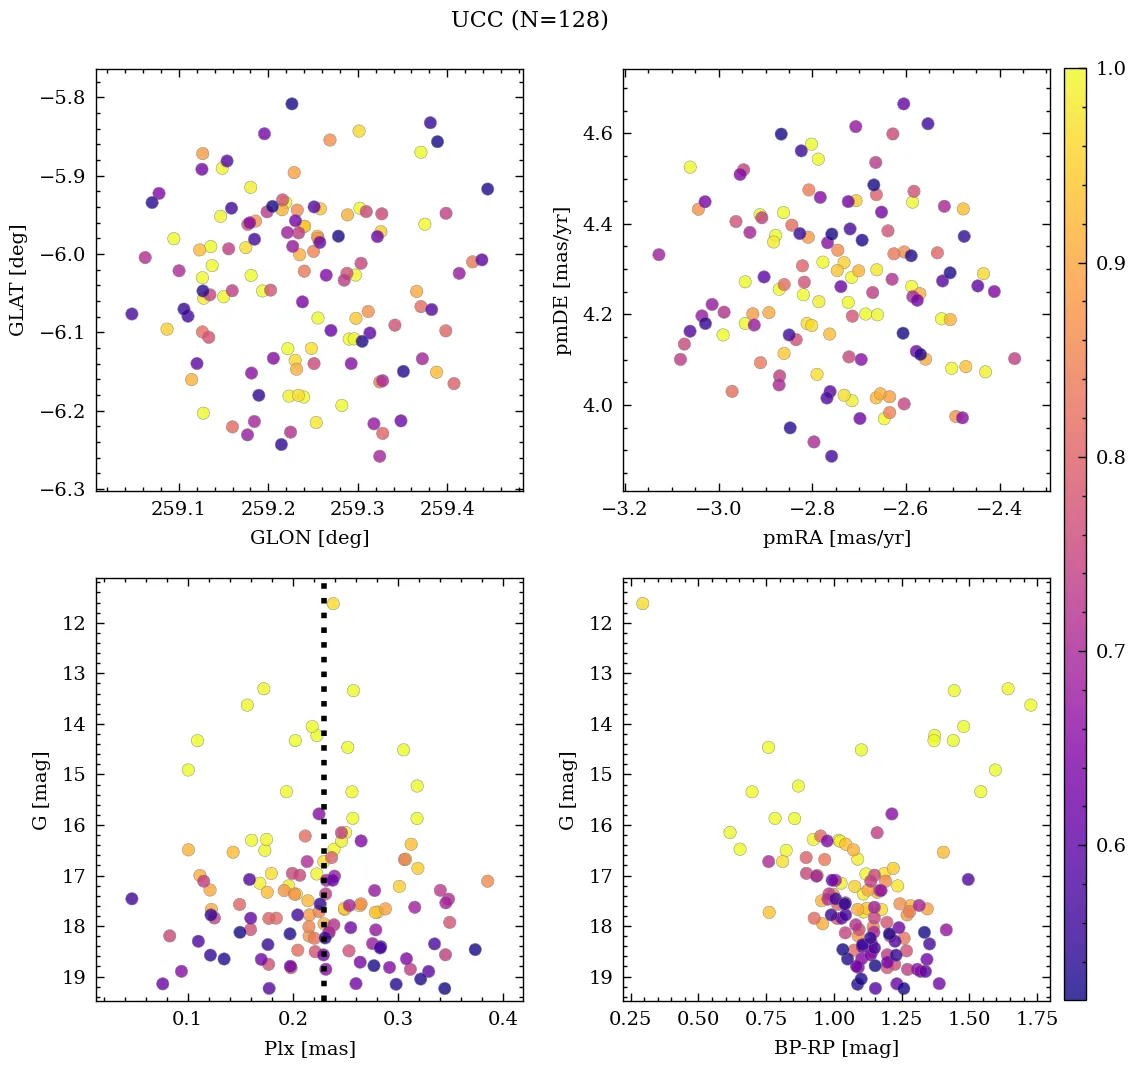 UCC (N=128)
−5.8
−5.9
−6.0
−6.1
−6.2
−6.3
GLAT [deg]
259.1 259.2 259.3 259.4
GLON [deg]
4.6
4.4
4.2
4.0
pmDE [mas/yr]
−3.2 −3.0 −2.8 −2.6 −2.4
pmRA [mas/yr]
1.0
0.9
0.8
0.7
0.6
12
13
14
15
16
17
18
19
G [mag]
0.1 0.2 0.3 0.4
Plx [mas]
12
13
14
15
16
17
18
19
G [mag]
0.25 0.50 0.75 1.00 1.25 1.50 1.75
BP-RP [mag]